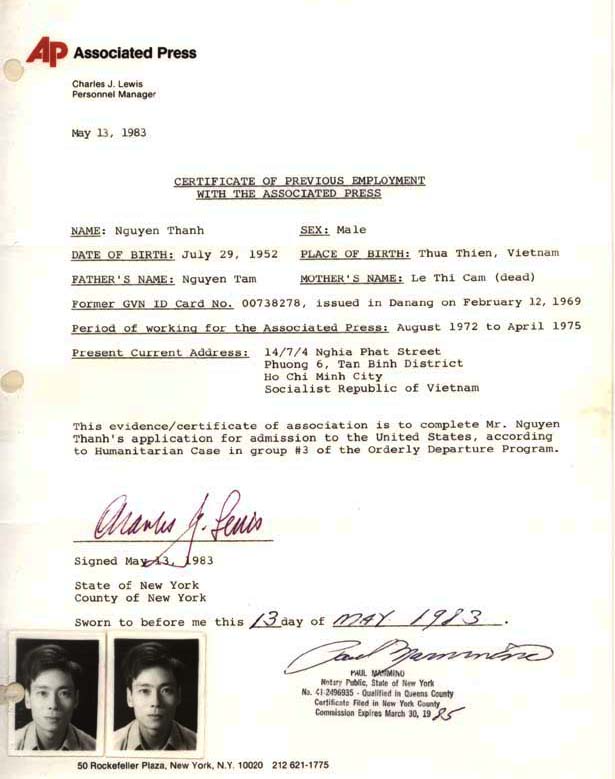 AP Associated Press
Charles J. Lewis
Personnel Manager
May 13, 1983
CERTIFICATE OF PREVIOUS EMPLOYMENT
WITH THE ASSOCIATED PRESS
NAME: Nguyen Thanh SEX: Male
DATE OF BIRTH: July 29, 1952 PLACE OF BIRTH: Thua Thien, Vietnam
FATHER'S NAME: Nguyen Tam MOTHER'S NAME: Le Thi Cam (dead)
Former GVN ID Card No. 00738278, issued in Danang on February 12, 1969
Period of working for the Associated Press: August 1972 to April 1975
Present Current Address: 14/7/4 Nghia Phat Street
Phuong 6, Tan Binh District
Ho Chi Minh City
Socialist Republic of Vietnam
This evidence/certificate of association is to complete Mr. Nguyen
Thanh's application for admission to the United States, according
to Humanitarian Case in group #3 of the Orderly Departure Program.
Charles J. Lewis
Signed May 13, 1983
State of New York
County of New York
Sworn to before me this 13 day of MAY 1983.
Paul Mammino
PAUL MAMMINO
Notary Public, State of New York
No. 41-2496935 - Qualified in Queens County
Certificate Filed in New York County
Commission Expires March 30, 1985
50 Rockefeller Plaza, New York, N.Y. 10020 212 621-1775